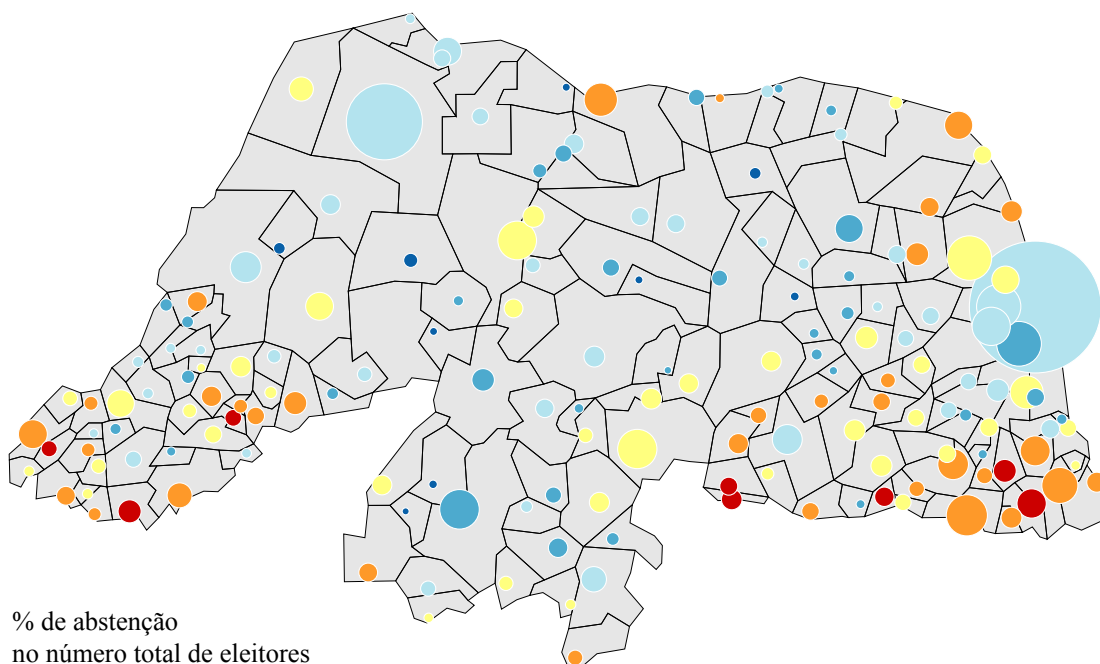 % de abstenção
no número total de eleitores